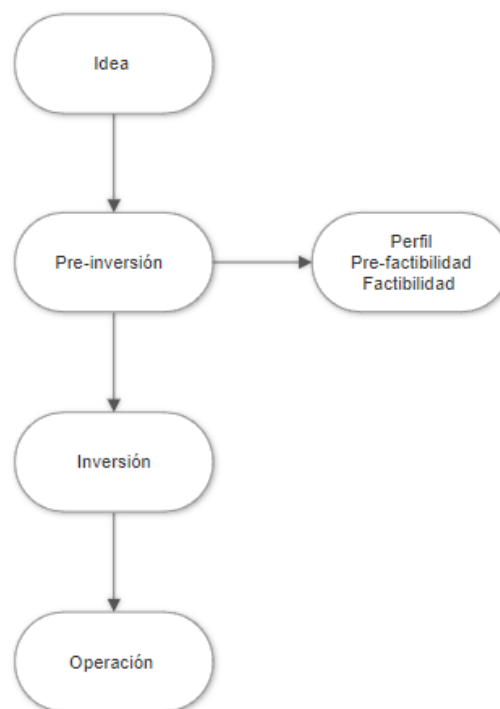 Idea
Pre-inversión
Perfil
Pre-factibilidad
Factibilidad
Inversión
Operación